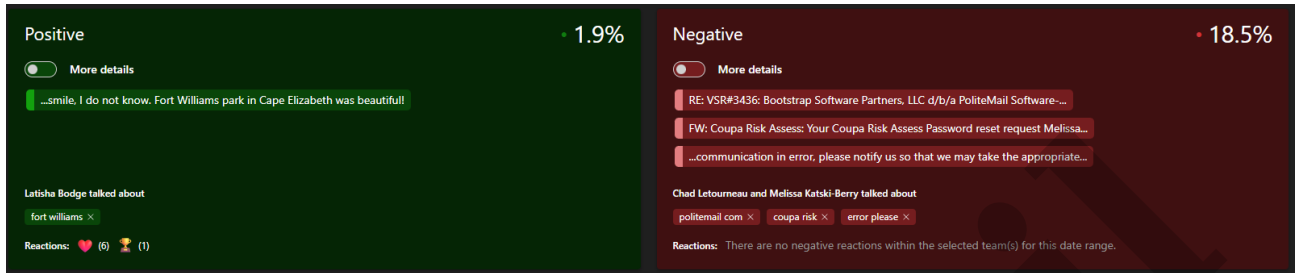 Positive
1.9%
More details
...smile, I do not know. Fort Williams park in Cape Elizabeth was beautiful!
Latisha Bodge talked about
fort williams ×
Reactions: (6) (1)
Negative
18.5%
More details
RE: VSR#3436: Bootstrap Software Partners, LLC d/b/a PoliteMail Software-...
FW: Coupa Risk Assess: Your Coupa Risk Assess Password reset request Melissa...
...communication in error, please notify us so that we may take the appropriate...
Chad Letourneau and Melissa Katski-Berry talked about
politemail com × coupa risk × error please ×
Reactions: There are no negative reactions within the selected team(s) for this date range.